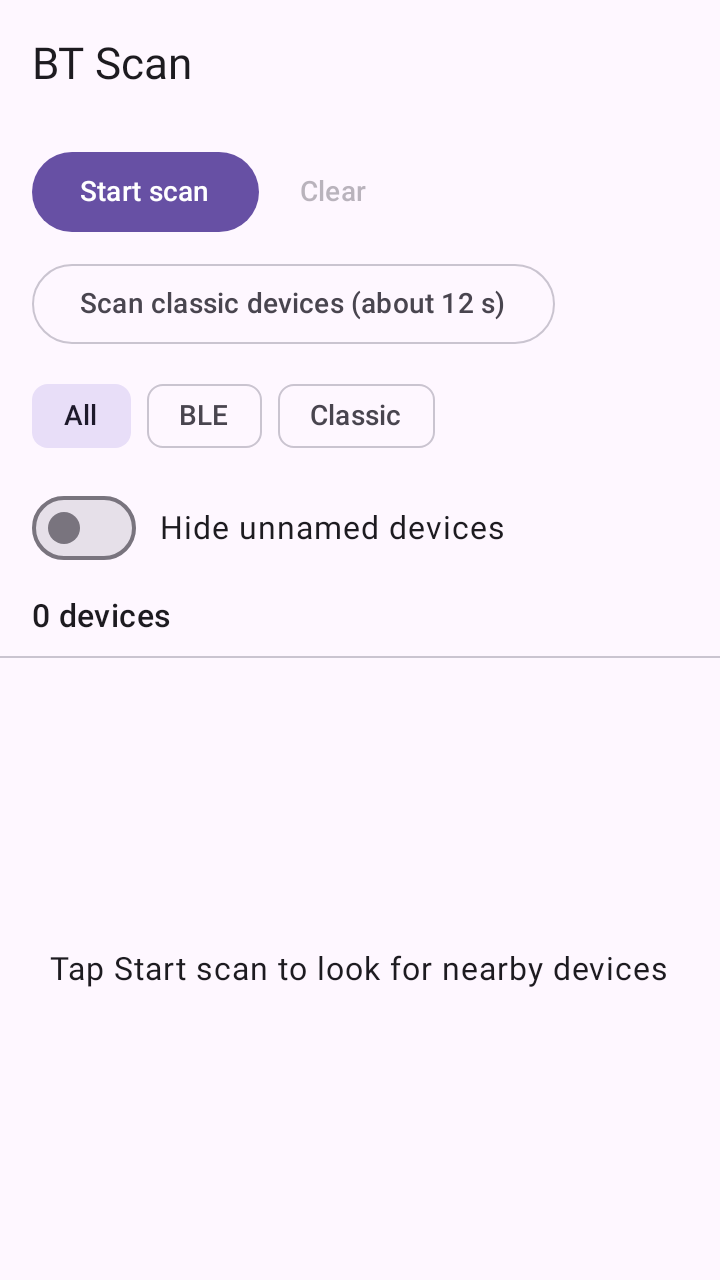 BT Scan
Start scan
Clear
Scan classic devices (about 12 s)
All
BLE
Classic
Hide unnamed devices
0 devices
Tap Start scan to look for nearby devices